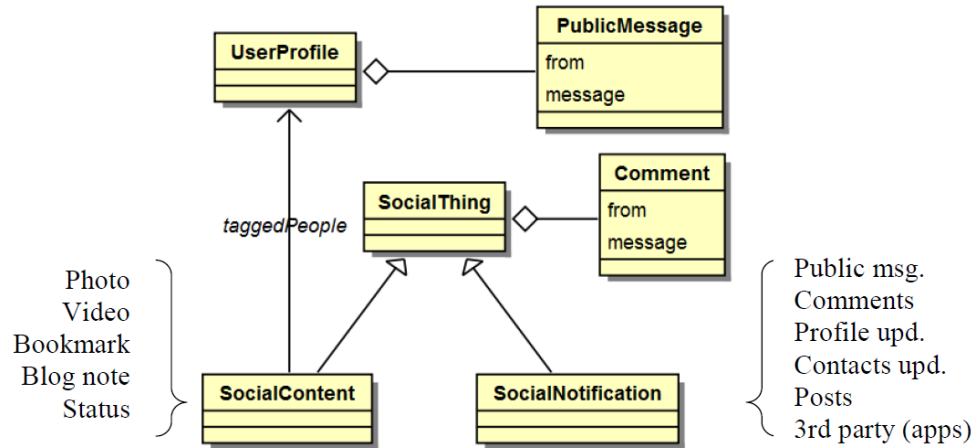 UserProfile
PublicMessage
from
message
taggedPeople
SocialThing
Comment
from
message
Photo
Video
Bookmark
Blog note
Status
SocialContent
SocialNotification
Public msg.
Comments
Profile upd.
Contacts upd.
Posts
3rd party (apps)